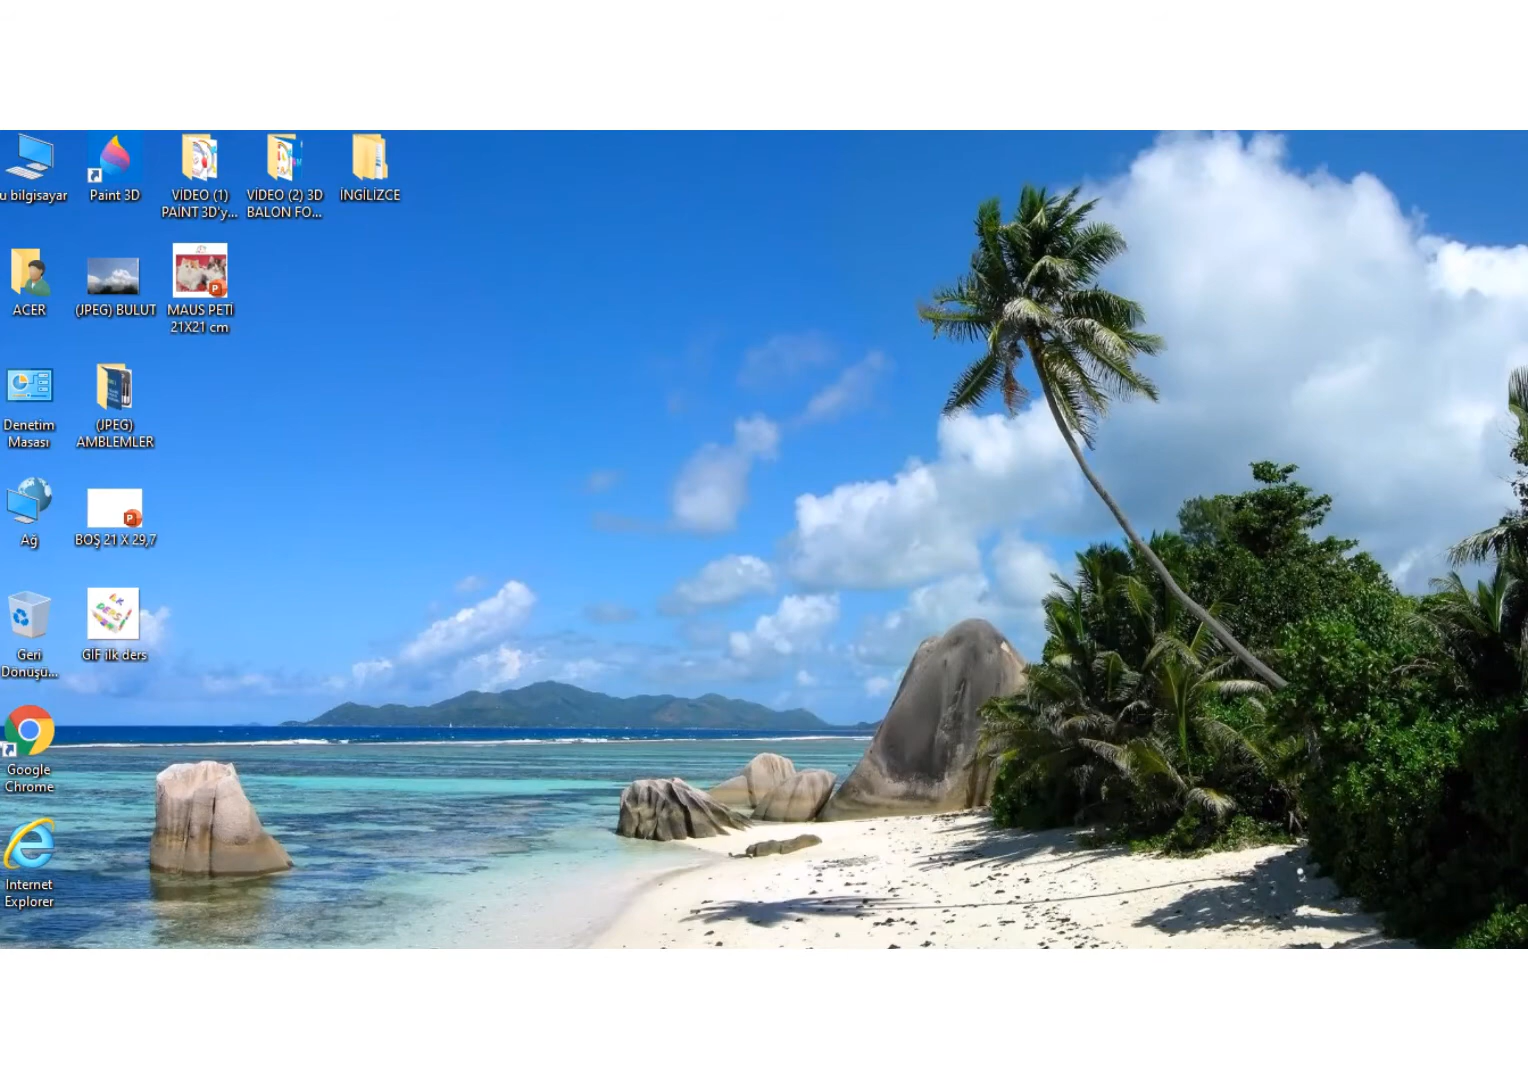 u bilgisayar
Paint 3D
VİDEO (1)
PAİNT 3D'y...
VİDEO (2) 3D
BALON FO...
İNGİLİZCE
ACER
(JPEG) BULUT
MAUS PETİ
21X21 cm
Denetim
Masası
(JPEG)
AMBLEMLER
Ağ
BOŞ 21 X 29,7
Geri
Dönüşü...
GİF ilk ders
Google
Chrome
Internet
Explorer